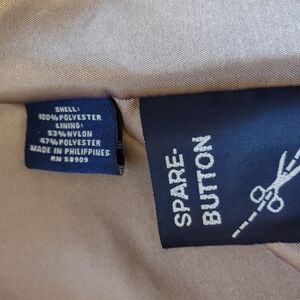 SHELL:
100% POLYESTER
LINING:
53% NYLON
47% POLYESTER
MADE IN PHILIPPINES
RN 58909
SPARE-
BUTTON